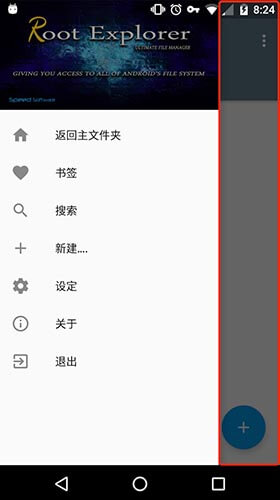 8:24
Root Explorer
ULTIMATE FILE MANAGER
GIVING YOU ACCESS TO ALL OF ANDROID'S FILE SYSTEM
Speed Software
返回主文件夹
书签
搜索
新建....
设定
关于
退出